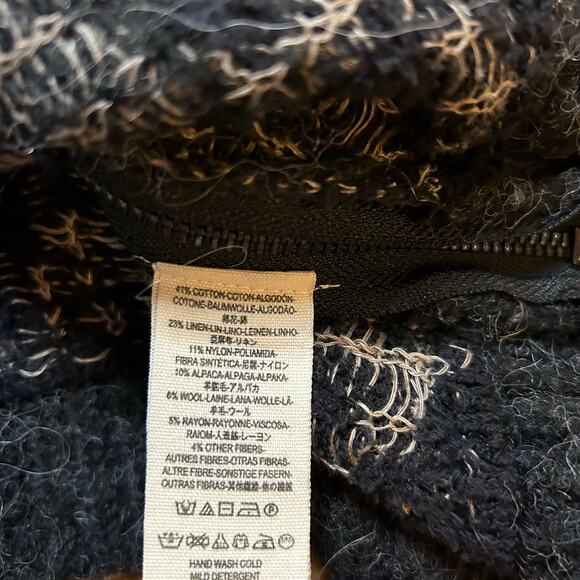 41% COTTON-COTON-ALGODÓN-
COTONE-BAUMWOLLE-ALGODÃO-
棉花-綿
23% LINEN-LIN-LINO-LEINEN-LINHO-
亞麻布-リネン
11% NYLON-POLIAMIDA-
FIBRA SINTÉTICA-尼龍-ナイロン
10% ALPACA-ALPAGA-ALPAKA-
羊駝毛-アルパカ
6% WOOL-LAINE-LANA-WOLLE-LÃ-
羊毛-ウール
5% RAYON-RAYONNE-VISCOSA-
RAIOM-人造絲-レーヨン
4% OTHER FIBERS-
AUTRES FIBRES-OTRAS FIBRAS-
ALTRE FIBRE-SONSTIGE FASERN-
OUTRAS FIBRAS-其他纖維-他の繊維
HAND WASH COLD
MILD DETERGENT